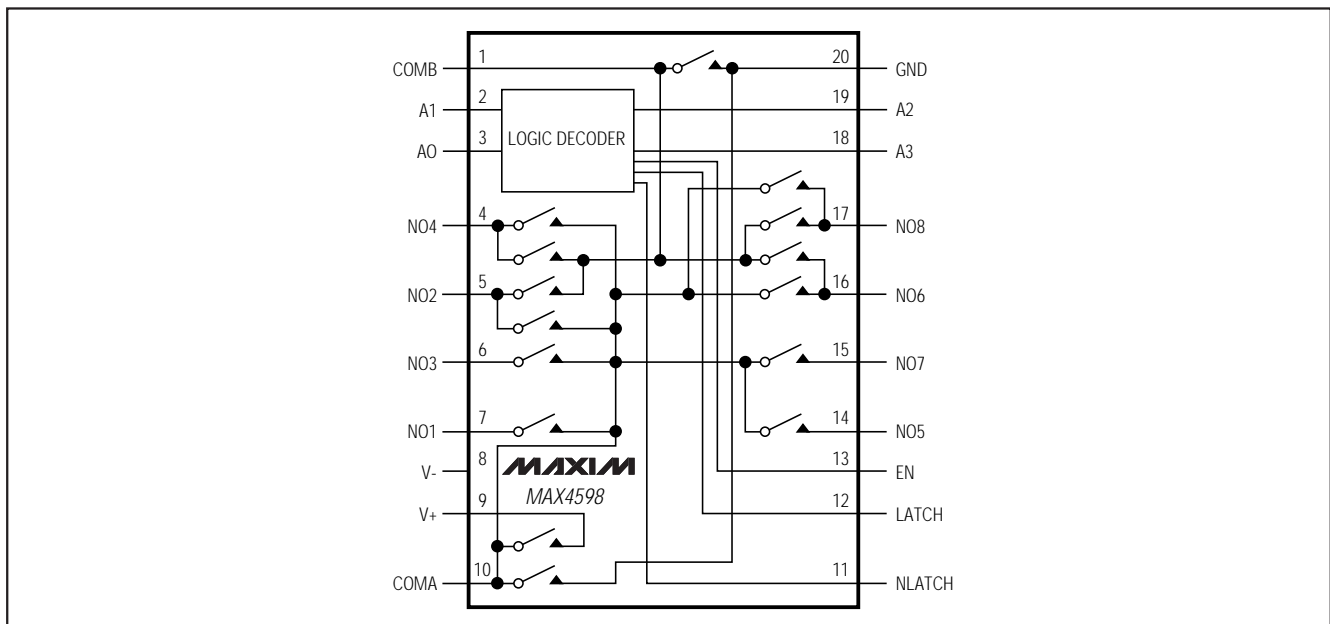 COMB 1 20 GND
A1 2 19 A2
LOGIC DECODER
A0 3 18 A3
NO4 4 17 NO8
NO2 5 16 NO6
NO3 6 15 NO7
NO1 7 14 NO5
V- 8 13 EN
MAXIM
MAX4598
V+ 9 12 LATCH
COMA 10 11 NLATCH